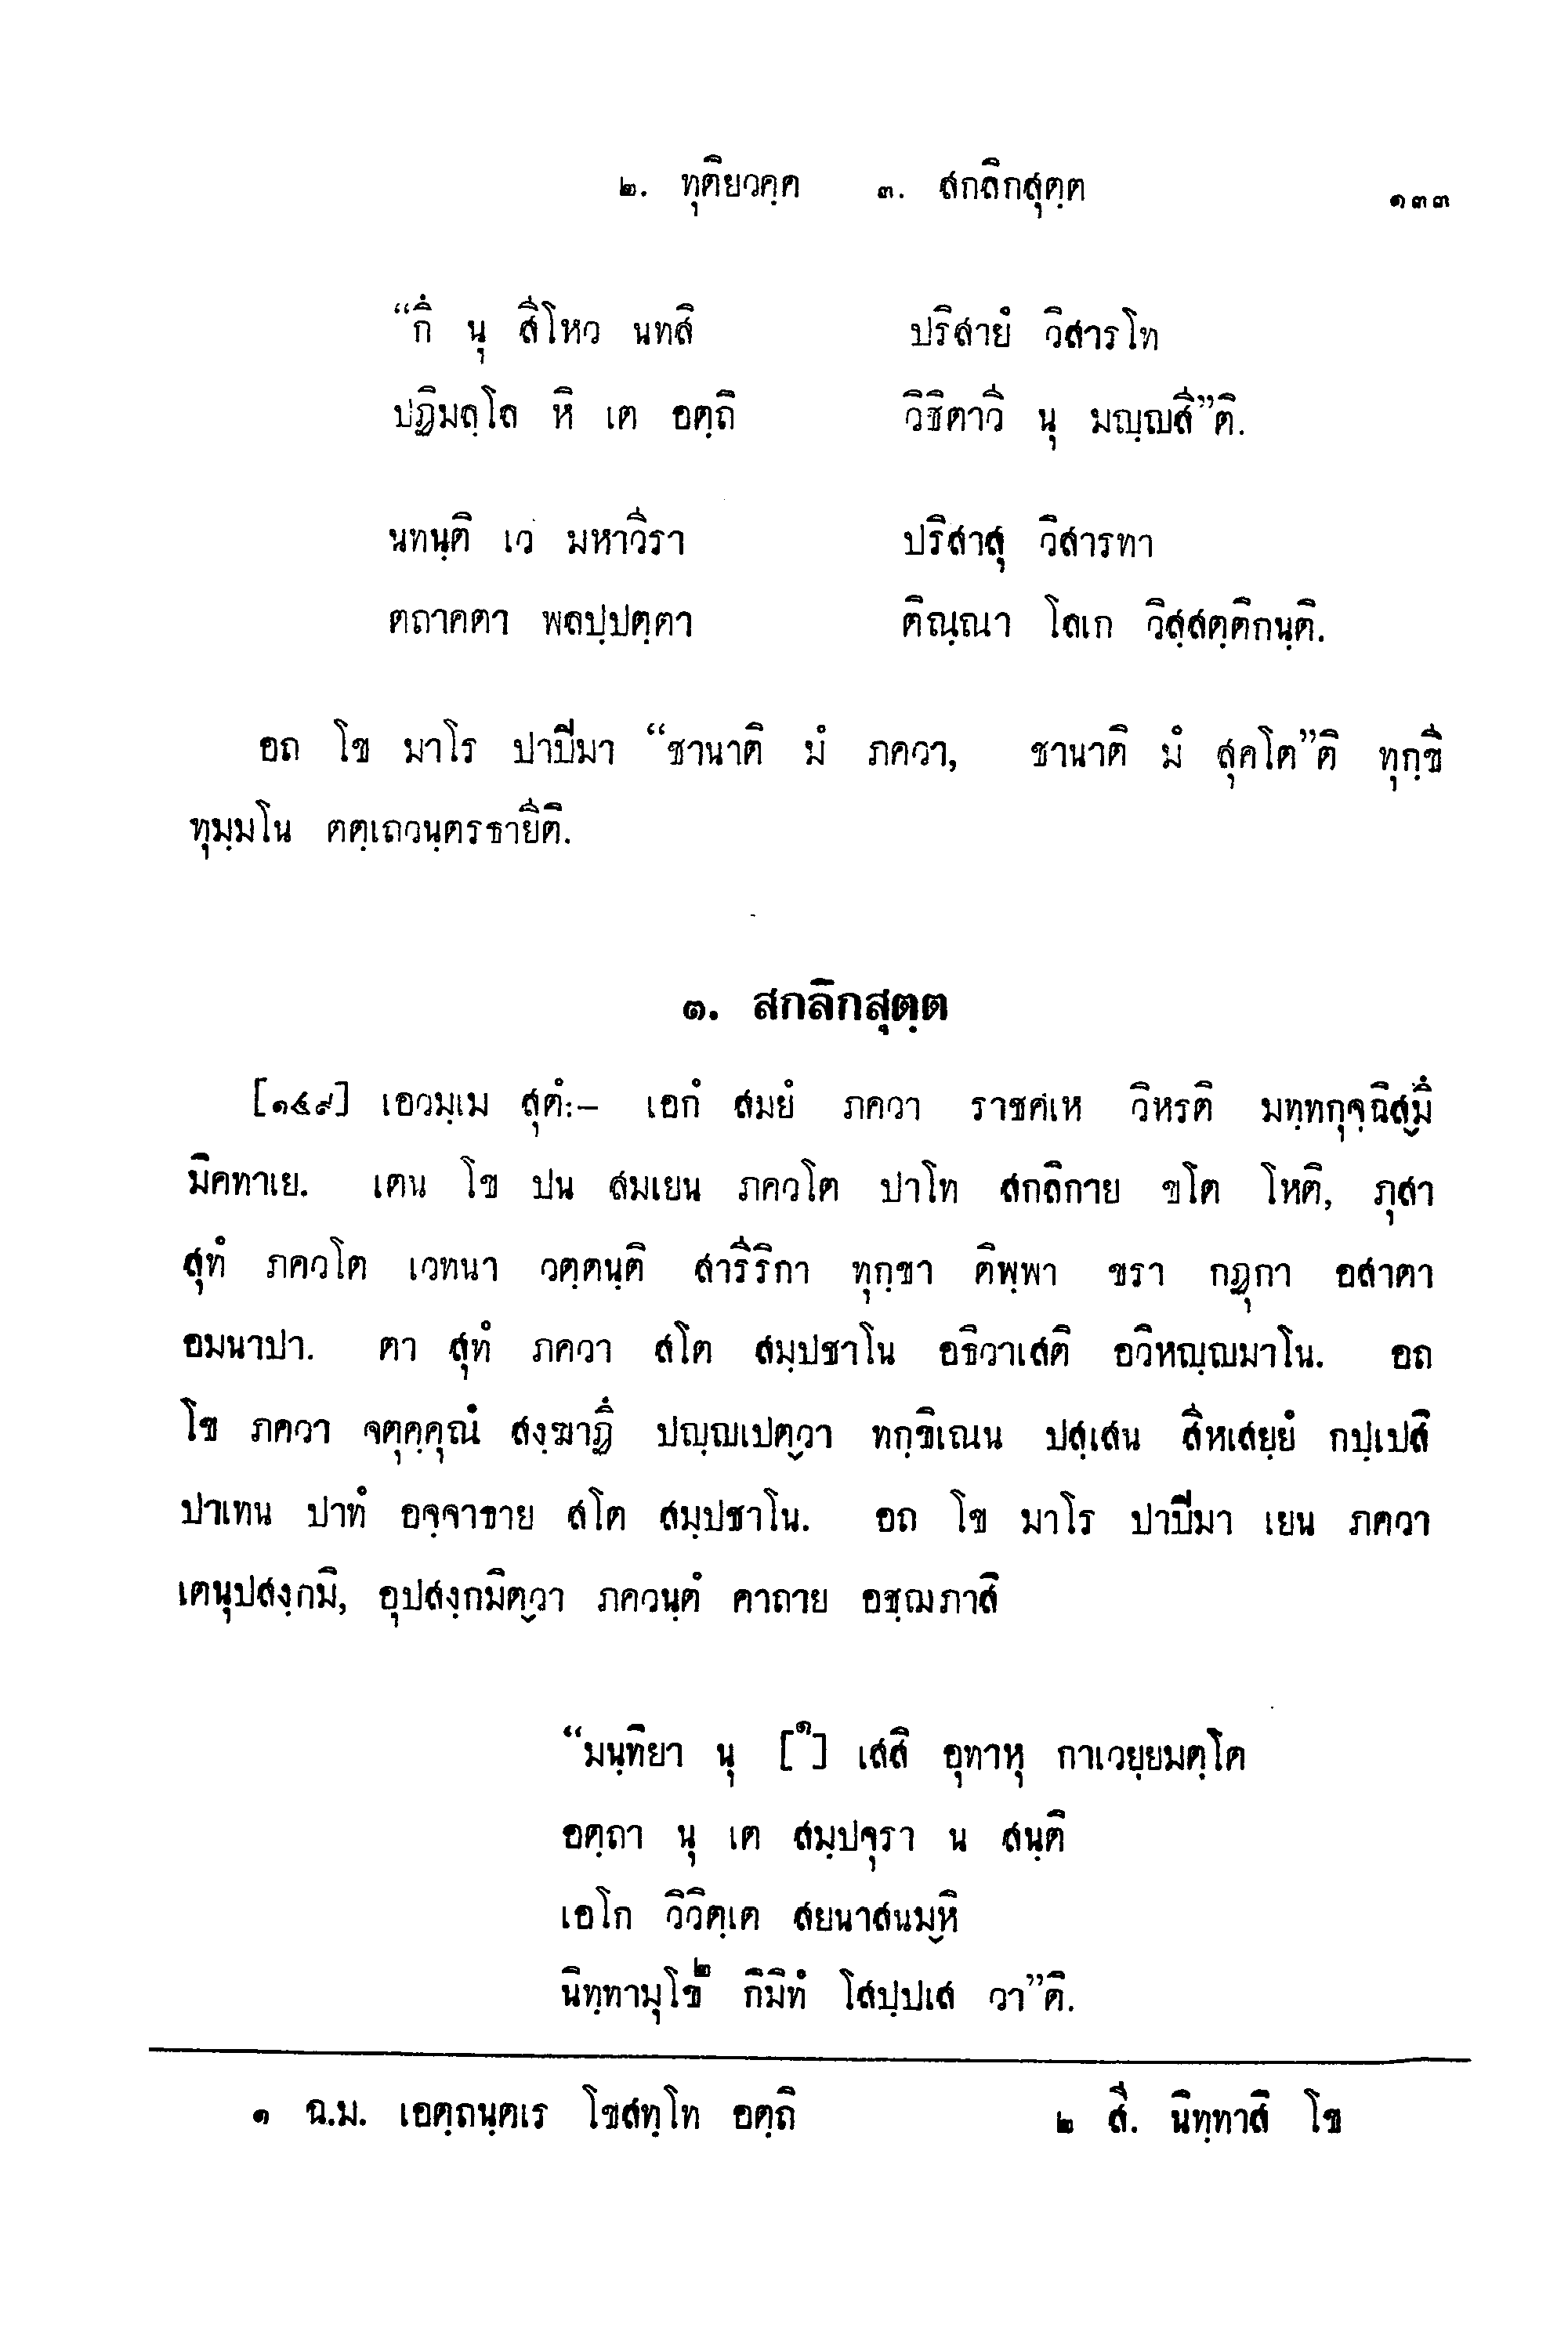 ๒. ทุติยวคฺค ๓. สกลิกสุตฺต ๑๓๓
“กึ นุ สีโหว นทสิ ปริสายํ วิสารโท
ปฏิมลฺโล หิ เต อตฺถิ วิชิตาวี นุ มญฺญสี”ติ.
นทนฺติ เว มหาวีรา ปริสาสุ วิสารทา
ตถาคตา พลปฺปตฺตา ติณฺณา โลเก วิสฺสตฺติกนฺติ.
อถ โข มาโร ปาปิมา “ชานาติ มํ ภควา, ชานาติ มํ สุคโต”ติ ทุกฺขี
ทุมฺมโน ตตฺเถวนฺตรธายีติ.
๓. สกลิกสุตฺต
[๑๔๙] เอวมฺเม สุตํ:– เอกํ สมยํ ภควา ราชคเห วิหรติ มทฺทกุจฺฉิสฺมึ
มิคทาเย. เตน โข ปน สมเยน ภควโต ปาโท สกลิกาย ขโต โหติ, ภุสา
สุทํ ภควโต เวทนา วตฺตนฺติ สารีริกา ทุกฺขา ติพฺพา ขรา กฏุกา อสาตา
อมนาปา. ตา สุทํ ภควา สโต สมฺปชาโน อธิวาเสติ อวิหญฺญมาโน. อถ
โข ภควา จตุคฺคุณํ สงฺฆาฏึ ปญฺญเปตฺวา ทกฺขิเณน ปสฺเสน สีหเสยฺยํ กปฺเปสิ
ปาเทน ปาทํ อจฺจาธาย สโต สมฺปชาโน. อถ โข มาโร ปาปิมา เยน ภควา
เตนุปสงฺกมิ, อุปสงฺกมิตฺวา ภควนฺตํ คาถาย อชฺฌภาสิ
“มนฺทิยา นุ [๑] เสสิ อุทาหุ กาเวยฺยมตฺโต
อตฺถา นุ เต สมฺปจุรา น สนฺติ
เอโก วิวิตฺเต สยนาสนมฺหิ
นิทฺทามุโข๒ กิมิทํ โสปฺปเส วา”ติ.
๑ ฉ.ม. เอตฺถนฺตเร โขสทฺโท อตฺถิ ๒ สี. นิทฺทาสิ โข